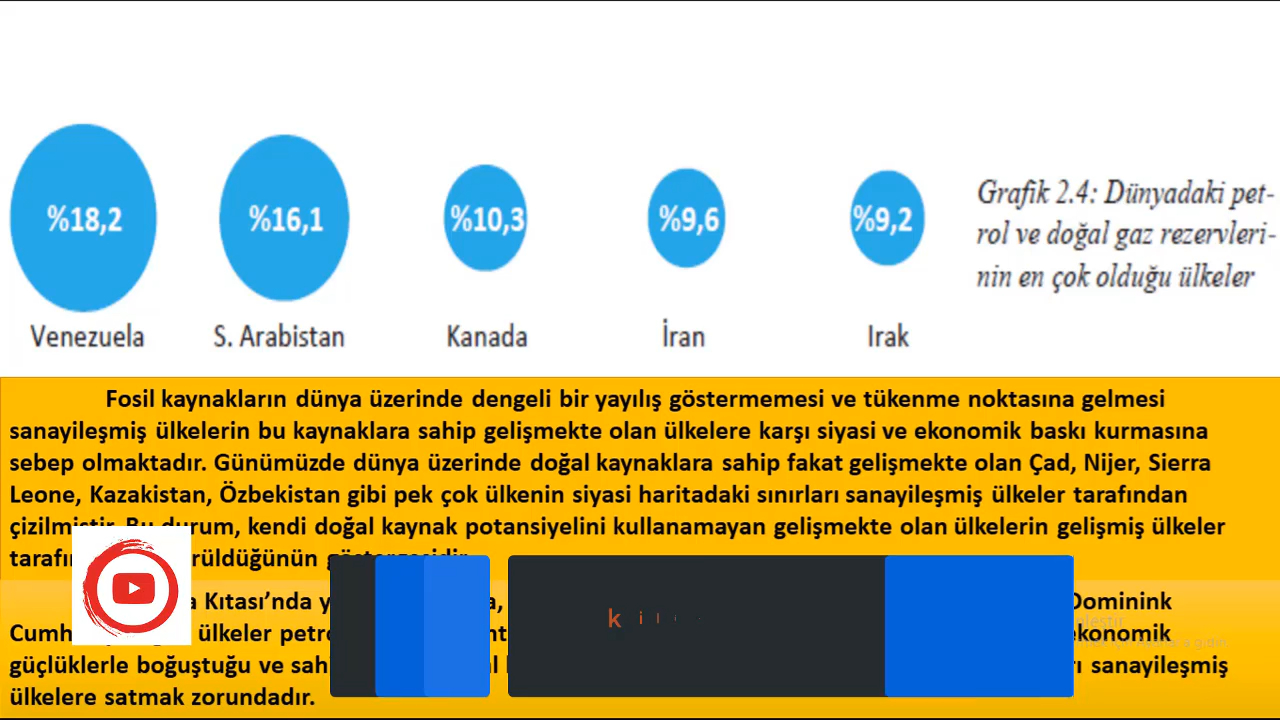 %18,2
%16,1
%10,3
%9,6
%9,2
Venezuela
S. Arabistan
Kanada
İran
Irak
Grafik 2.4: Dünyadaki pet-
rol ve doğal gaz rezervleri-
nin en çok olduğu ülkeler
Fosil kaynakların dünya üzerinde dengeli bir yayılış göstermemesi ve tükenme noktasına gelmesi
sanayileşmiş ülkelerin bu kaynaklara sahip gelişmekte olan ülkelere karşı siyasi ve ekonomik baskı kurmasına
sebep olmaktadır. Günümüzde dünya üzerinde doğal kaynaklara sahip fakat gelişmekte olan Çad, Nijer, Sierra
Leone, Kazakistan, Özbekistan gibi pek çok ülkenin siyasi haritadaki sınırları sanayileşmiş ülkeler tarafından
çizilmiştir. Bu durum, kendi doğal kaynak potansiyelini kullanamayan gelişmekte olan ülkelerin gelişmiş ülkeler
göstergesidir.
Kıtası’nda Dominink
ülkeler ekonomik
güçlüklerle boğuştuğu ve sanayileşmiş
ülkelere satmak zorundadır.